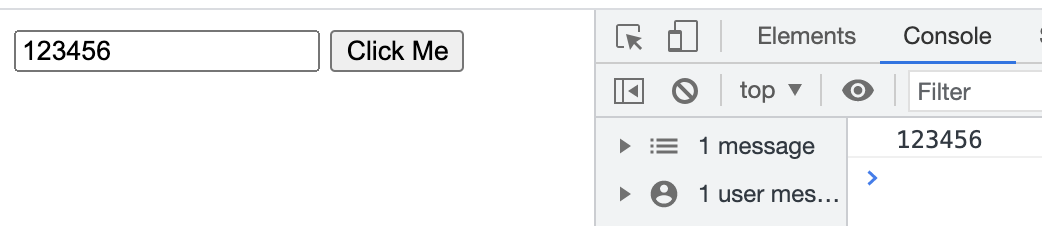 123456 Click Me
Elements Console
top Filter
1 message
1 user mes…
123456